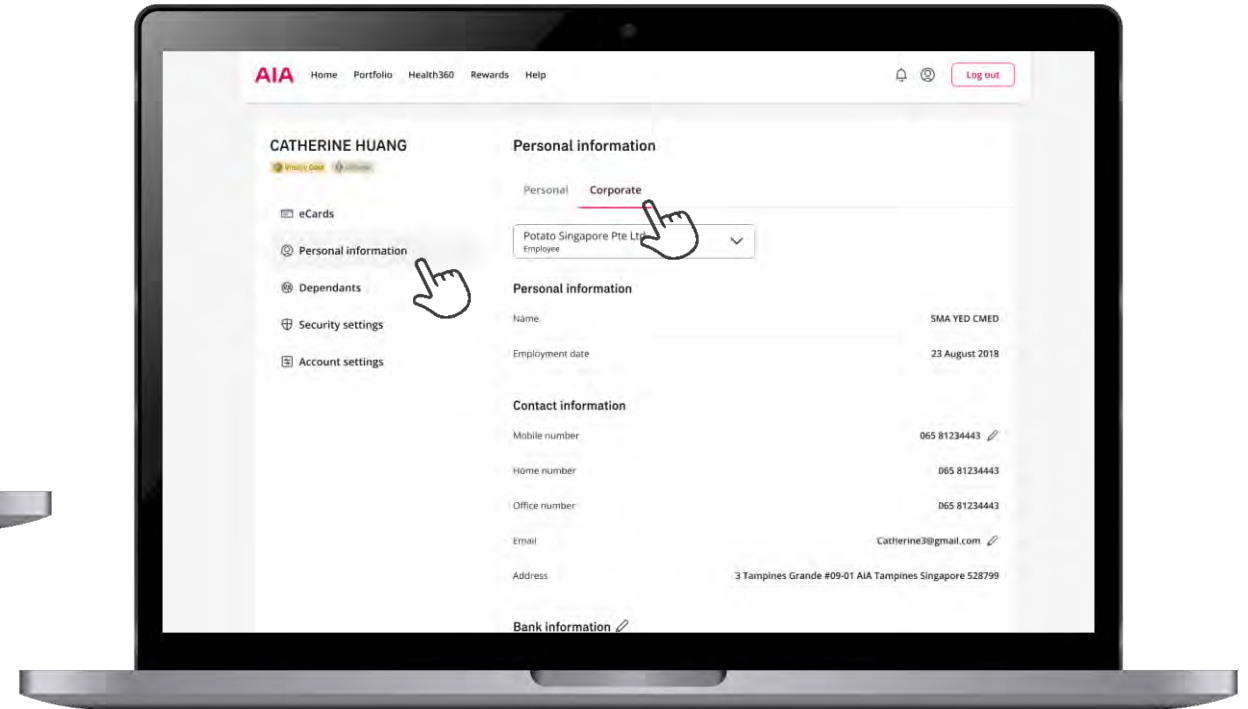 AIA Home Portfolio Health360 Rewards Help Log out
CATHERINE HUANG
Vitality Gold
eCards
Personal information
Dependants
Security settings
Account settings
Personal information
Personal Corporate
Potato Singapore Pte Ltd
Employee
Personal information
Name SMA YED CMED
Employment date 23 August 2018
Contact information
Mobile number 065 81234443
Home number 065 81234443
Office number 065 81234443
Email Catherine3@gmail.com
Address 3 Tampines Grande #09-01 AIA Tampines Singapore 528799
Bank information